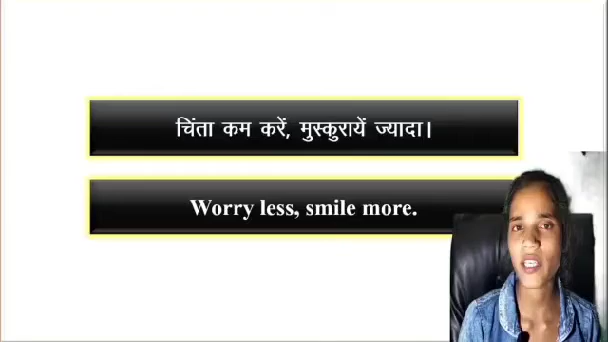 चिंता कम करें, मुस्कुरायें ज्यादा।
Worry less, smile more.